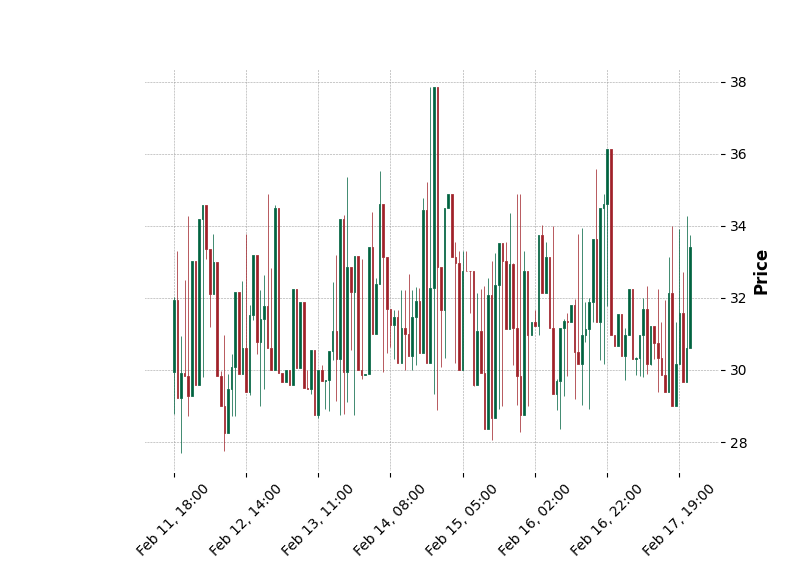 38
36
34
32
30
28
Price
Feb 11, 18:00
Feb 12, 14:00
Feb 13, 11:00
Feb 14, 08:00
Feb 15, 05:00
Feb 16, 02:00
Feb 16, 22:00
Feb 17, 19:00